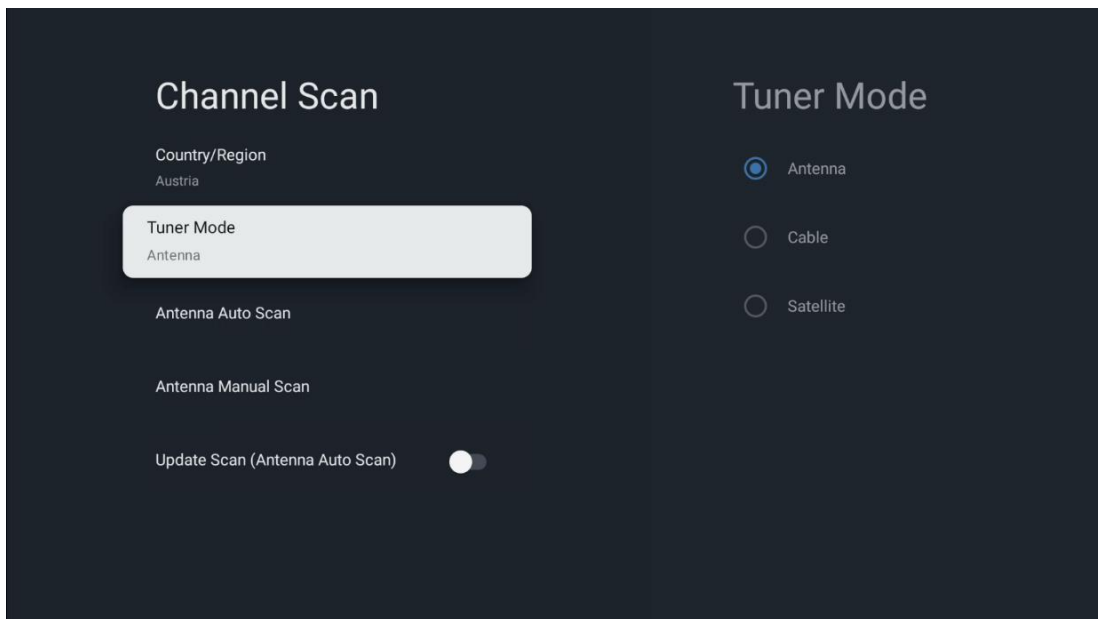 Channel Scan
Country/Region
Austria
Tuner Mode
Antenna
Antenna Auto Scan
Antenna Manual Scan
Update Scan (Antenna Auto Scan)
Tuner Mode
Antenna
Cable
Satellite